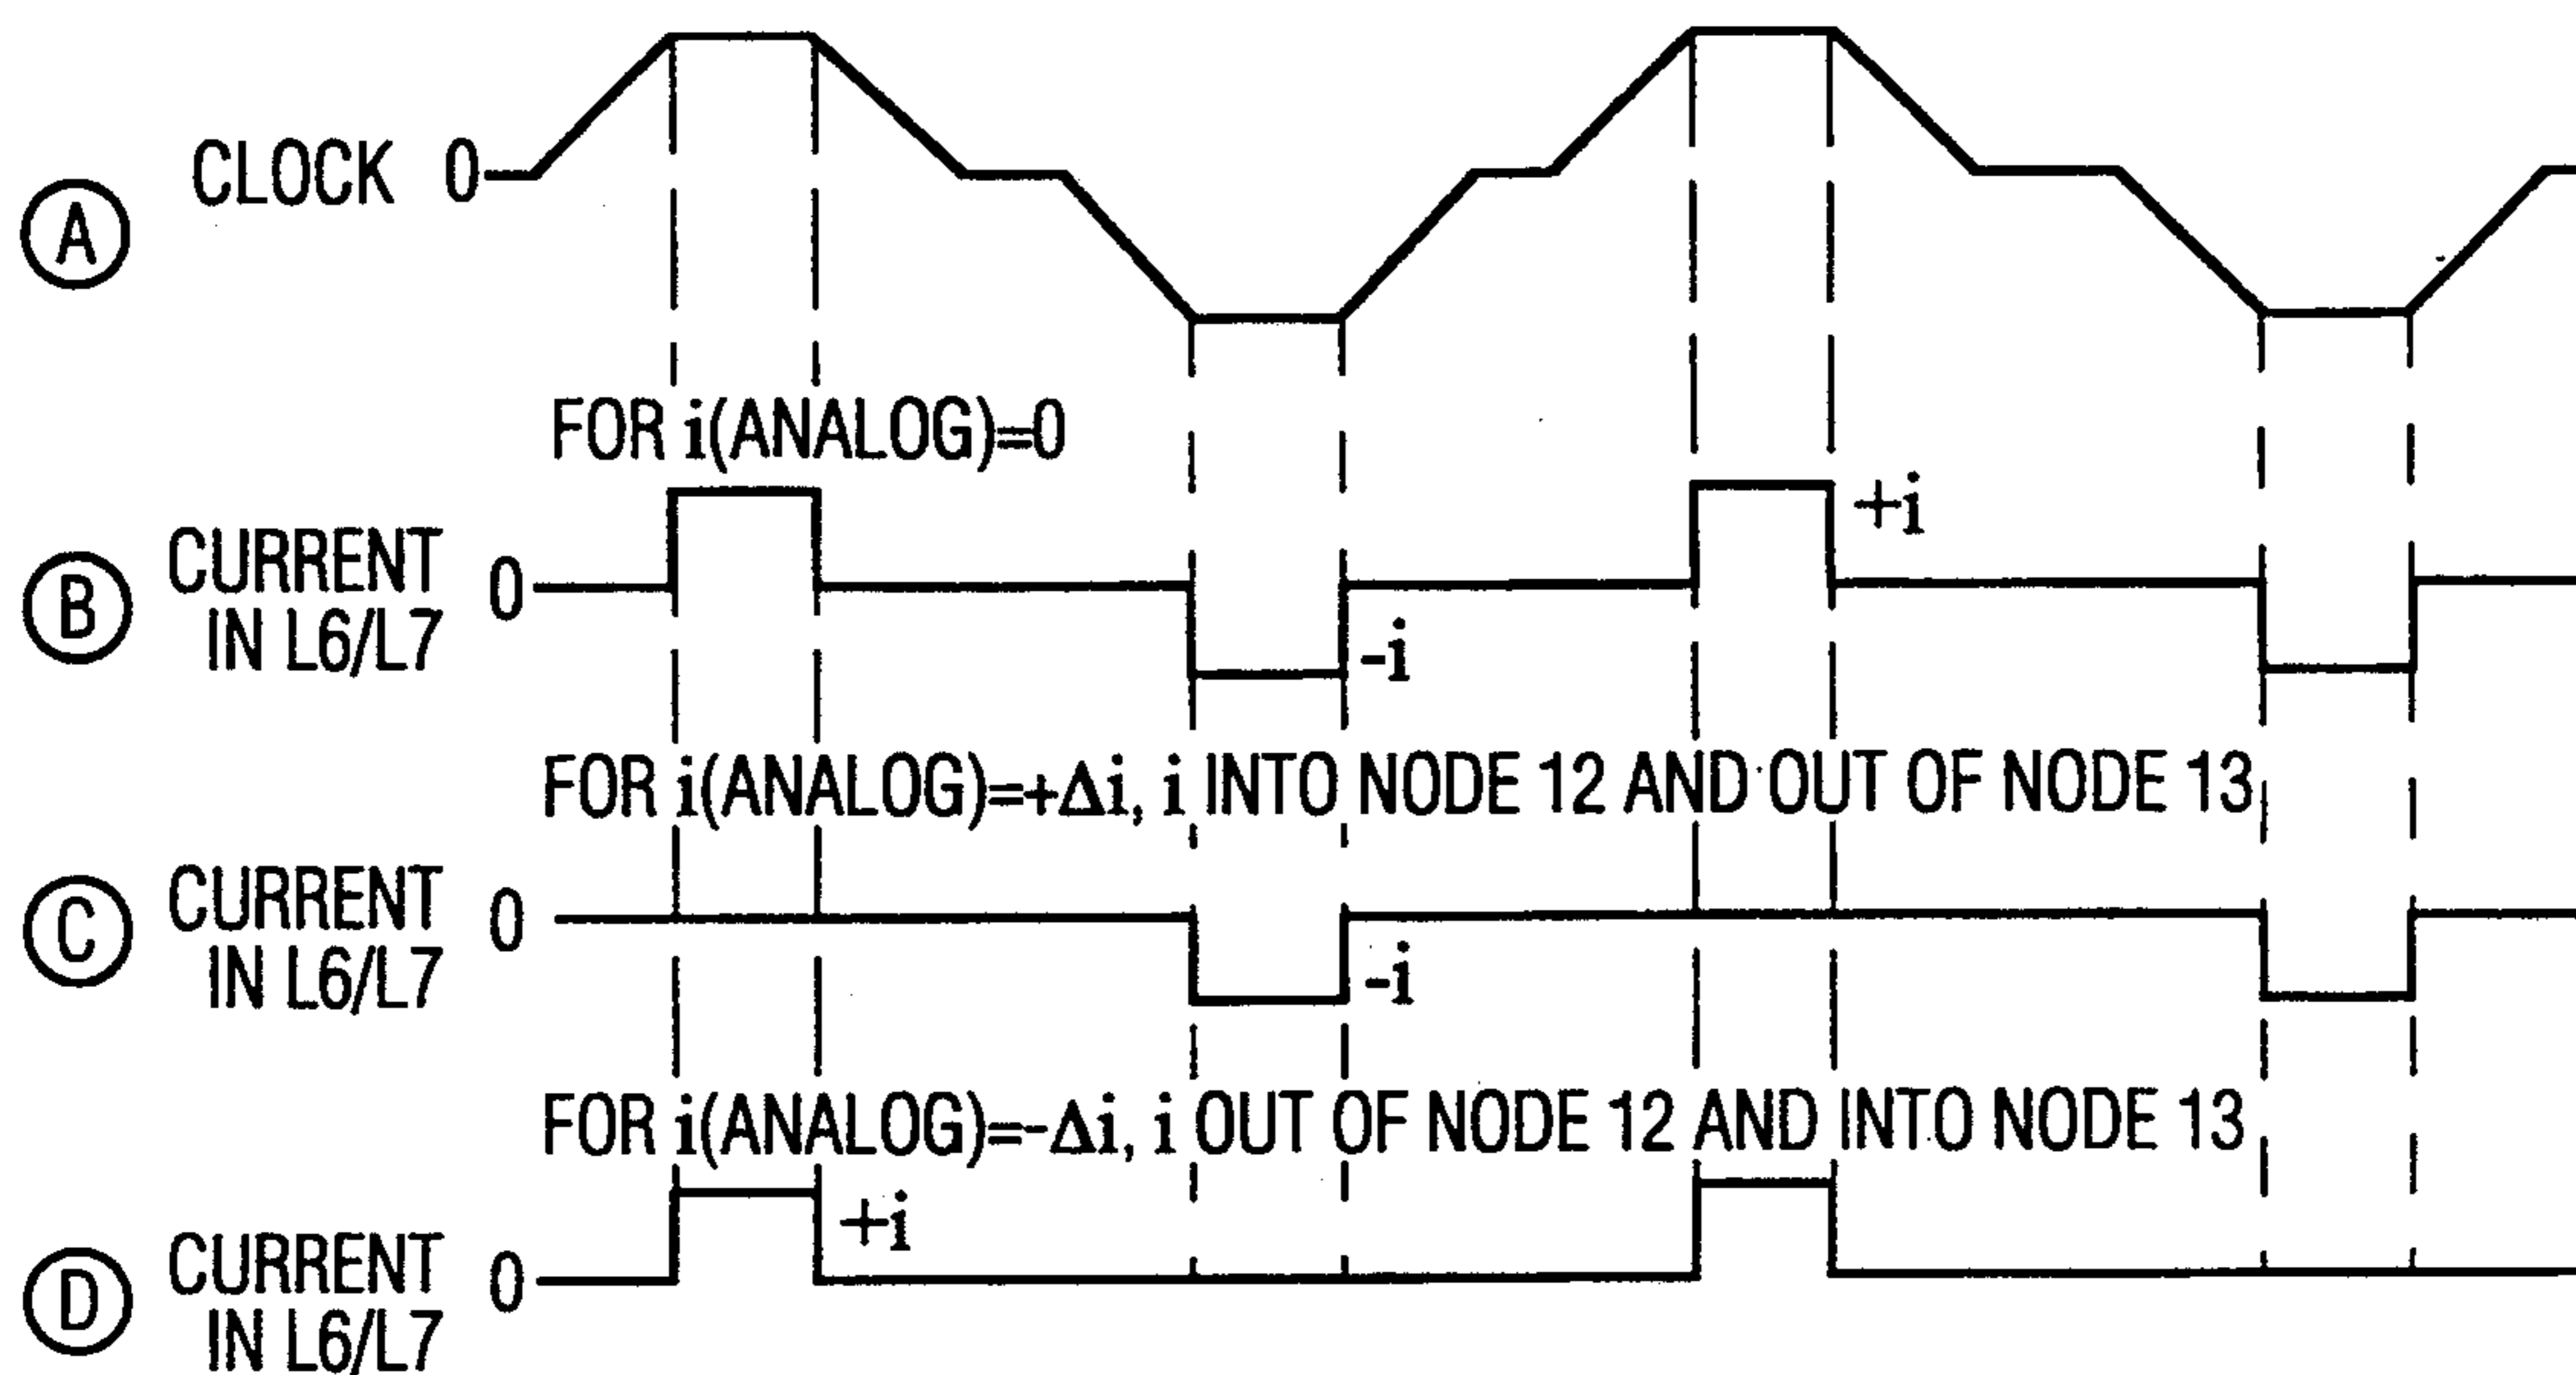 CLOCK 0
A
FOR i(ANALOG)=0
+i
CURRENT
IN L6/L7
0
B
-i
FOR i(ANALOG)=+Δi, i INTO NODE 12 AND OUT OF NODE 13
CURRENT
IN L6/L7
0
C
-i
FOR i(ANALOG)=-Δi, i OUT OF NODE 12 AND INTO NODE 13
+i
CURRENT
IN L6/L7
0
D